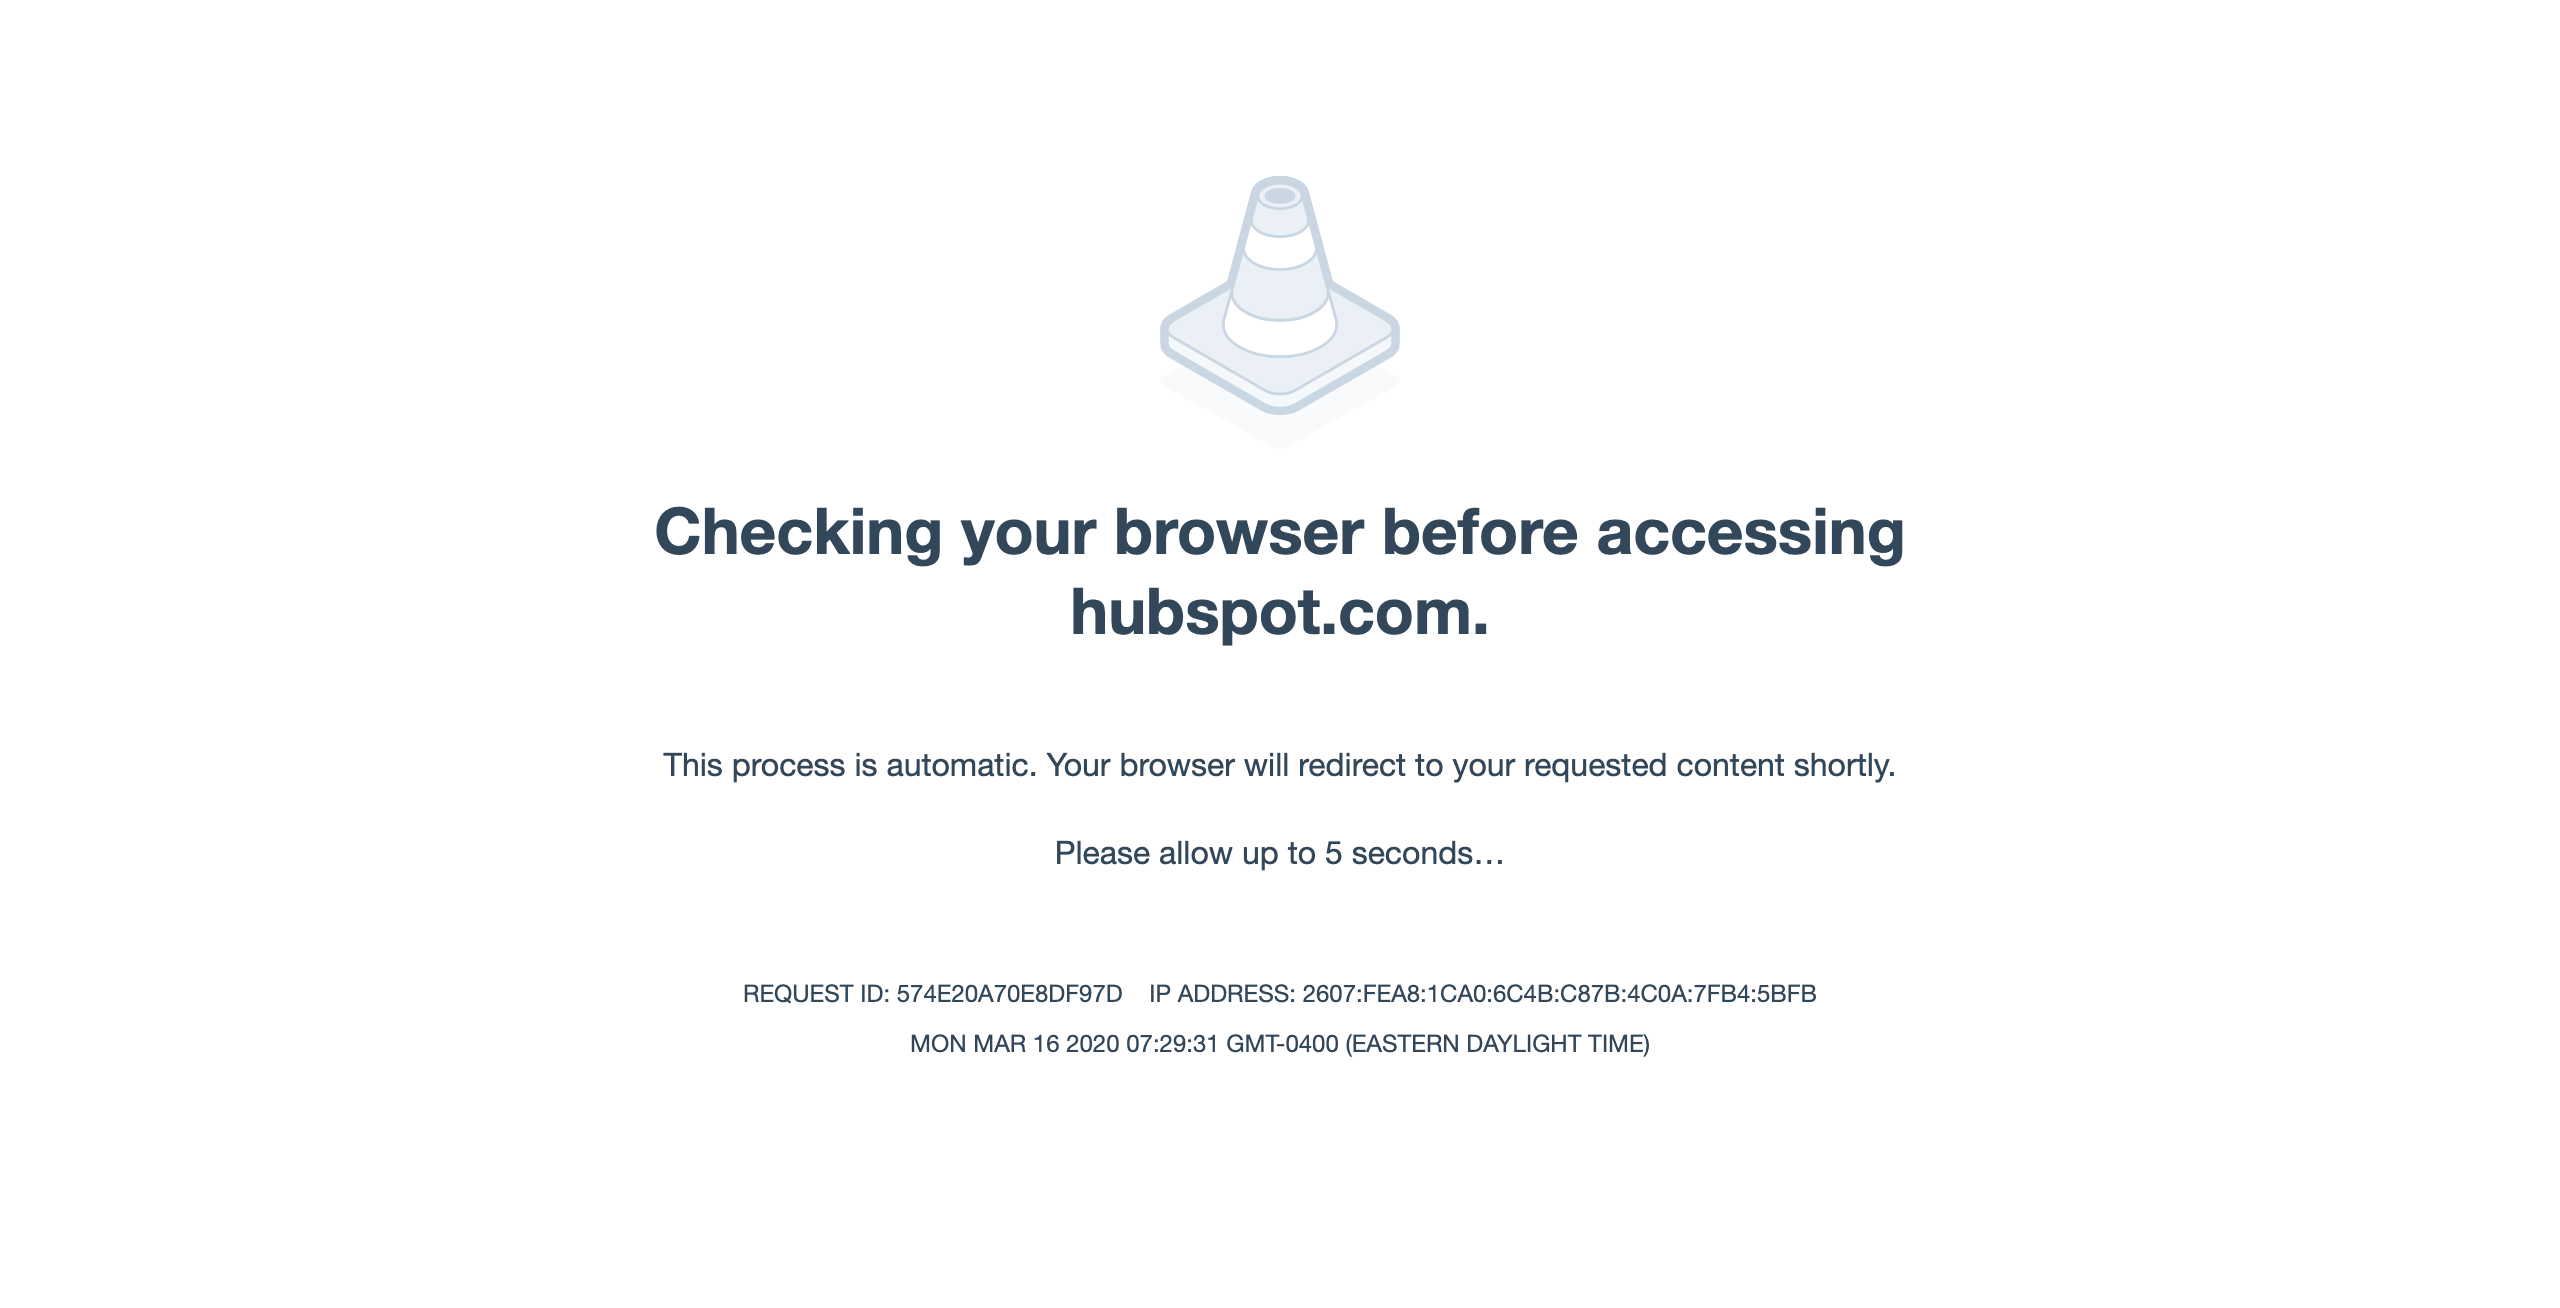 Checking your browser before accessing
hubspot.com.
This process is automatic. Your browser will redirect to your requested content shortly.
Please allow up to 5 seconds…
REQUEST ID: 574E20A70E8DF97D IP ADDRESS: 2607:FEA8:1CA0:6C4B:C87B:4C0A:7FB4:5BFB
MON MAR 16 2020 07:29:31 GMT-0400 (EASTERN DAYLIGHT TIME)